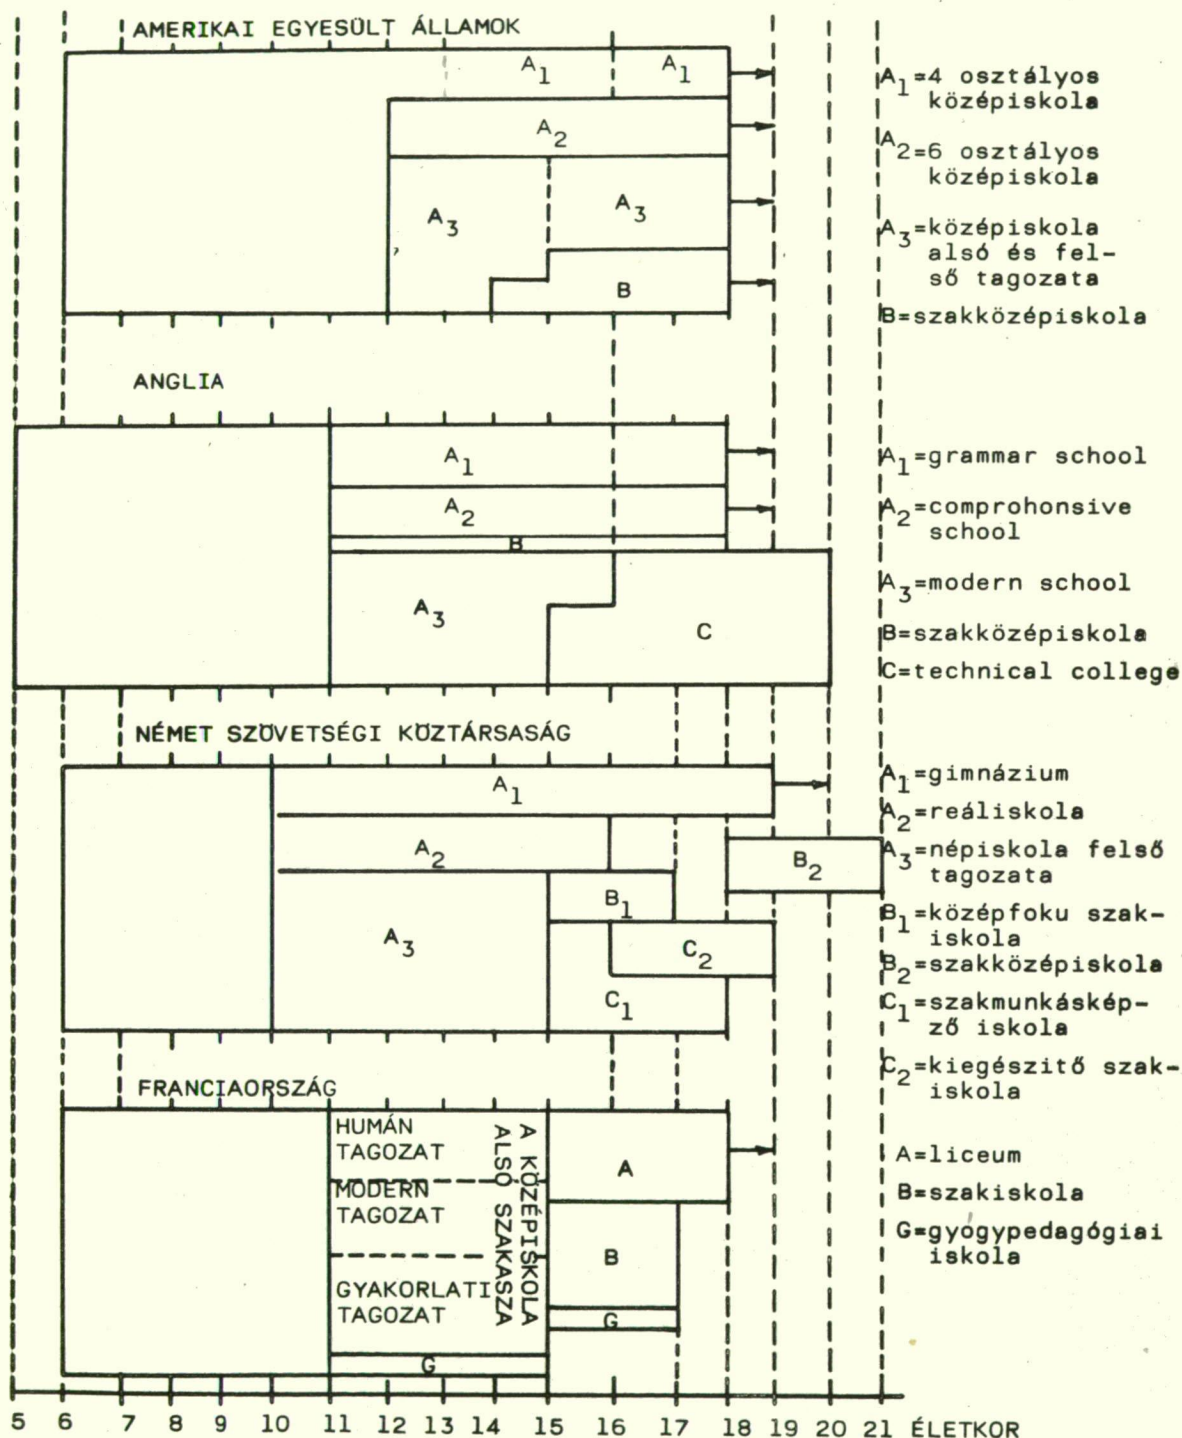 AMERIKAI EGYESÜLT ÁLLAMOK
A1 A1
A2
A3 A3
B
A1=4 osztályos
középiskola
A2=6 osztályos
középiskola
A3=középiskola
alsó és fel-
ső tagozata
B=szakközépiskola
ANGLIA
A1
A2
B
A3
C
A1=grammar school
A2=comprohonsive
school
A3=modern school
B=szakközépiskola
C=technical college
NÉMET SZÖVETSÉGI KÖZTÁRSASÁG
A1
A2
B2
B1
A3
C2
C1
A1=gimnázium
A2=reáliskola
A3=népiskola felső
tagozata
B1=középfoku szak-
iskola
B2=szakközépiskola
C1=szakmunkáskép-
ző iskola
C2=kiegészitő szak-
iskola
FRANCIAORSZÁG
HUMÁN
TAGOZAT
MODERN
TAGOZAT
GYAKORLATI
TAGOZAT
A KÖZÉPISKOLA
ALSÓ SZAKASZA
A
B
G
G
A=liceum
B=szakiskola
G=gyogypedagógiai
iskola
5 6 7 8 9 10 11 12 13 14 15 16 17 18 19 20 21 ÉLETKOR